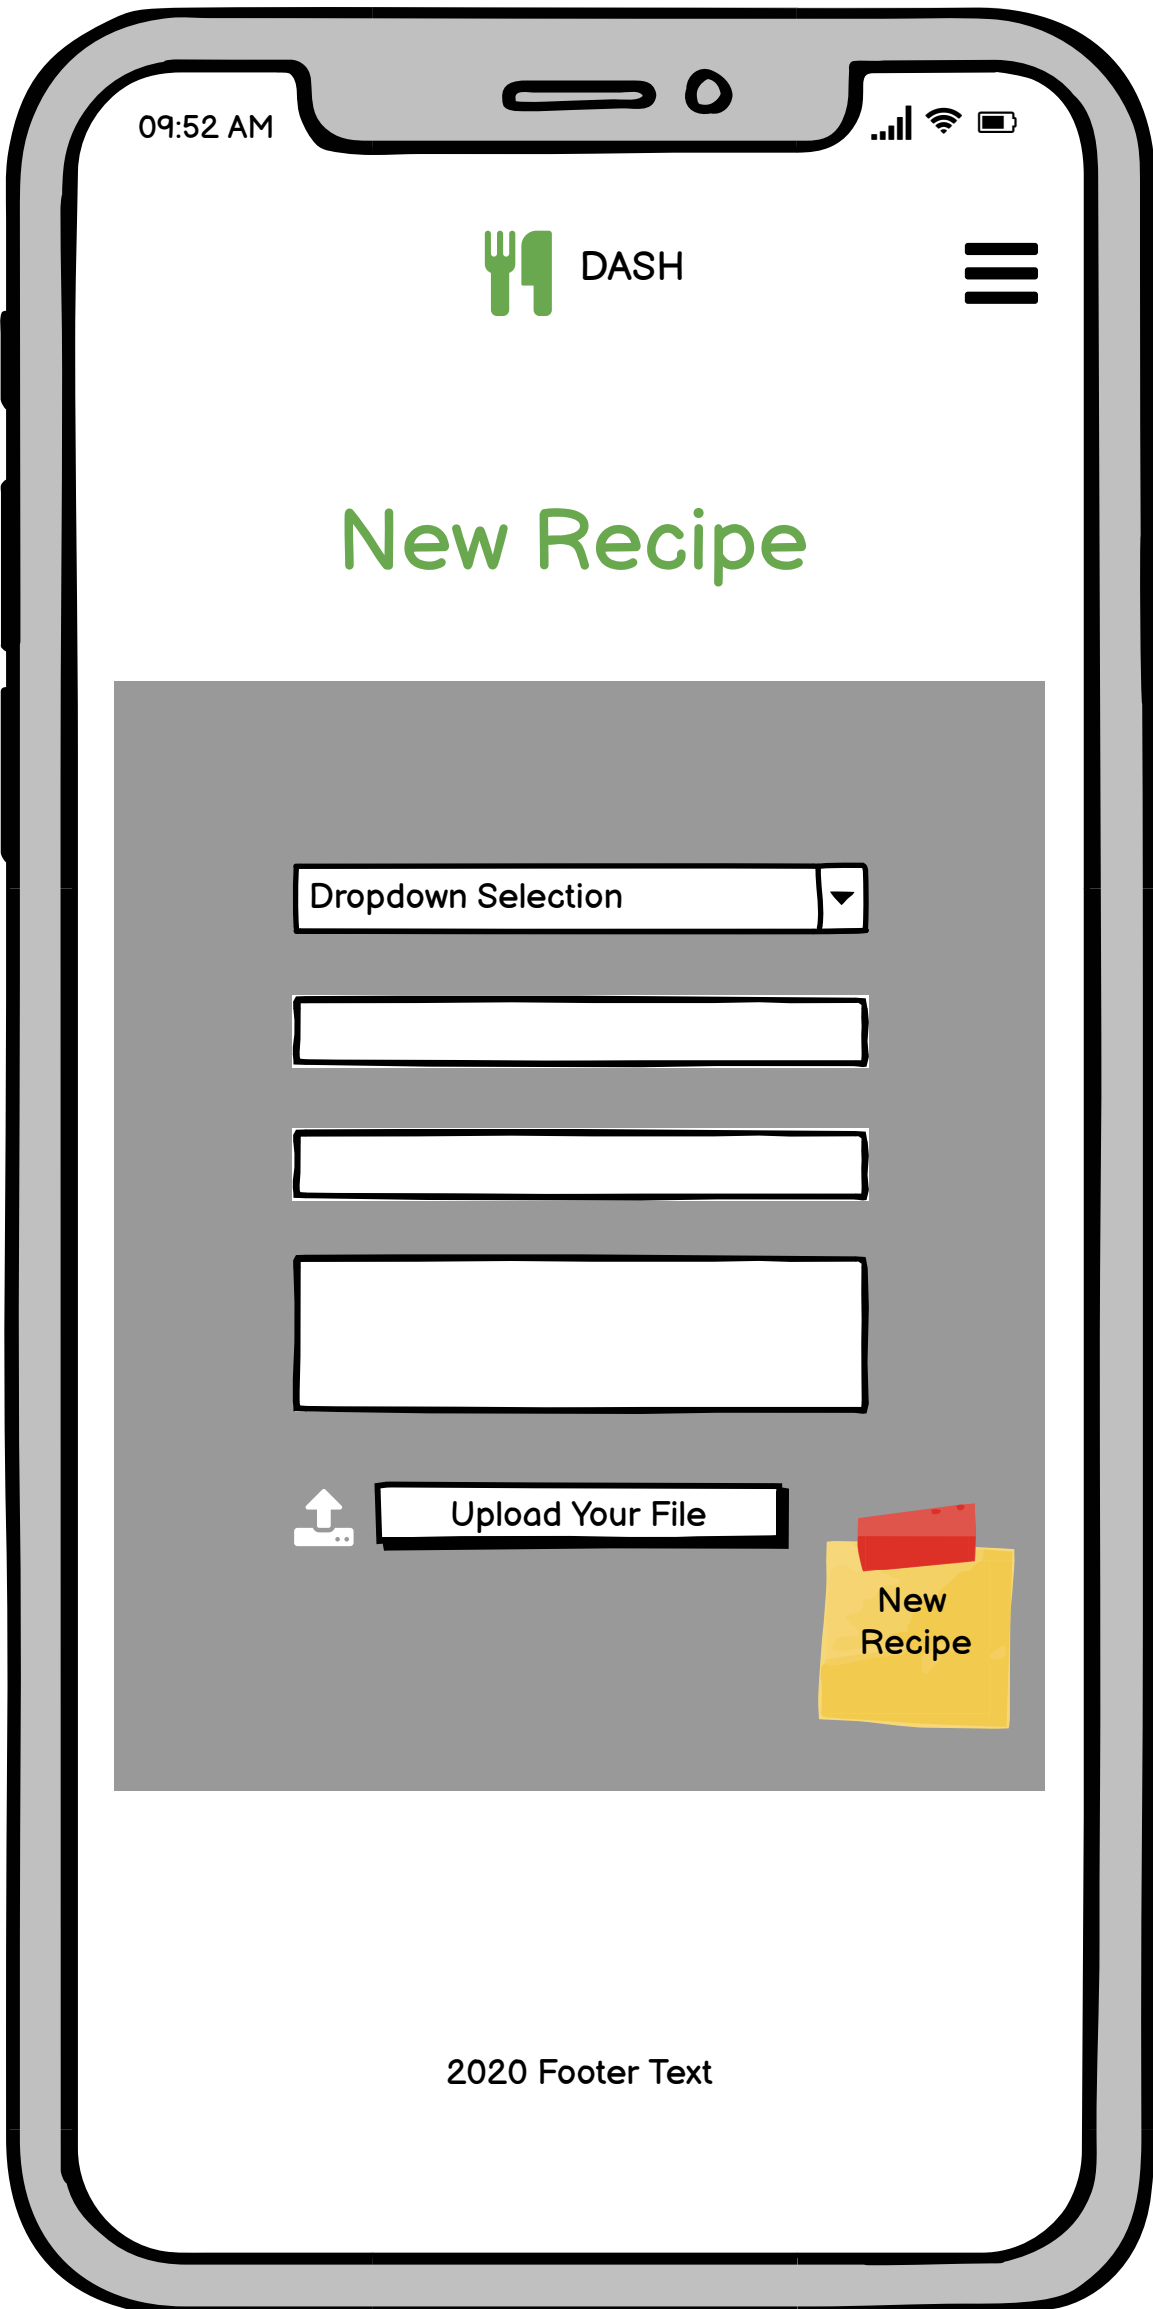 09:52 AM
DASH
New Recipe
Dropdown Selection
Upload Your File
New
Recipe
2020 Footer Text